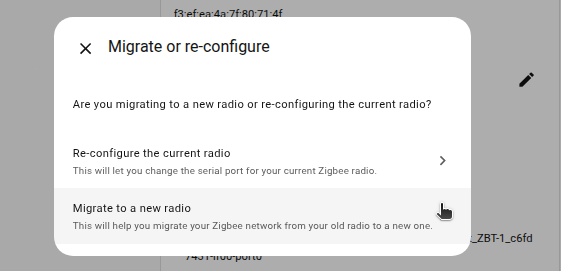 f3:ef:ea:4a:7f:80:71:4f
Migrate or re-configure
Are you migrating to a new radio or re-configuring the current radio?
Re-configure the current radio
This will let you change the serial port for your current Zigbee radio.
Migrate to a new radio
This will help you migrate your Zigbee network from your old radio to a new one.
_ZBT-1_c6fd